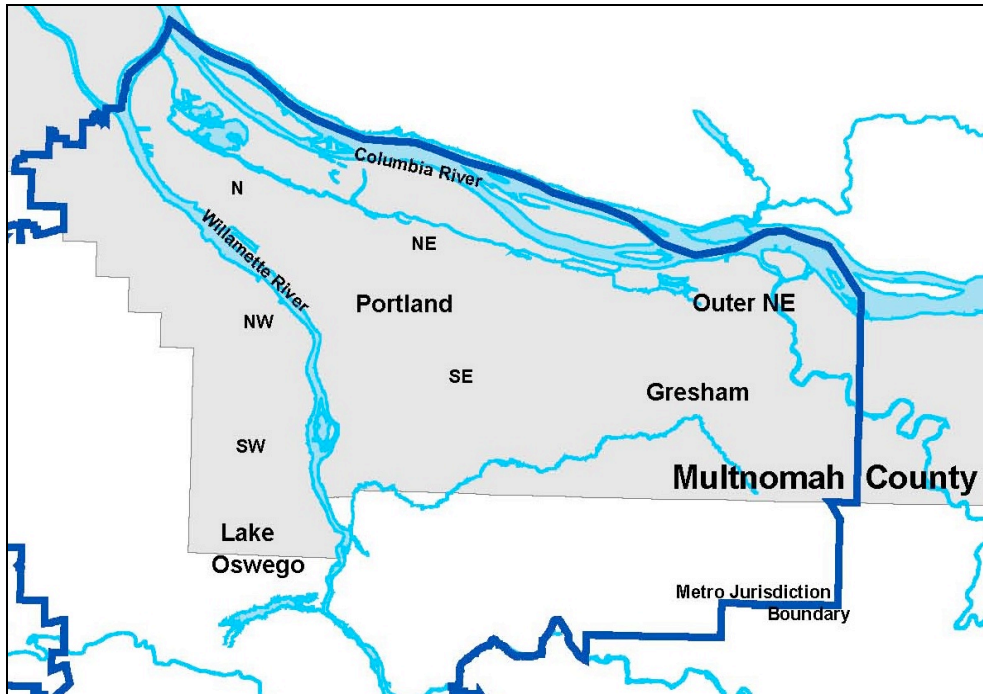 Columbia River
N
NE
Willamette River
Portland
Outer NE
NW
SE
Gresham
SW
Multnomah County
Lake
Oswego
Metro Jurisdiction
Boundary